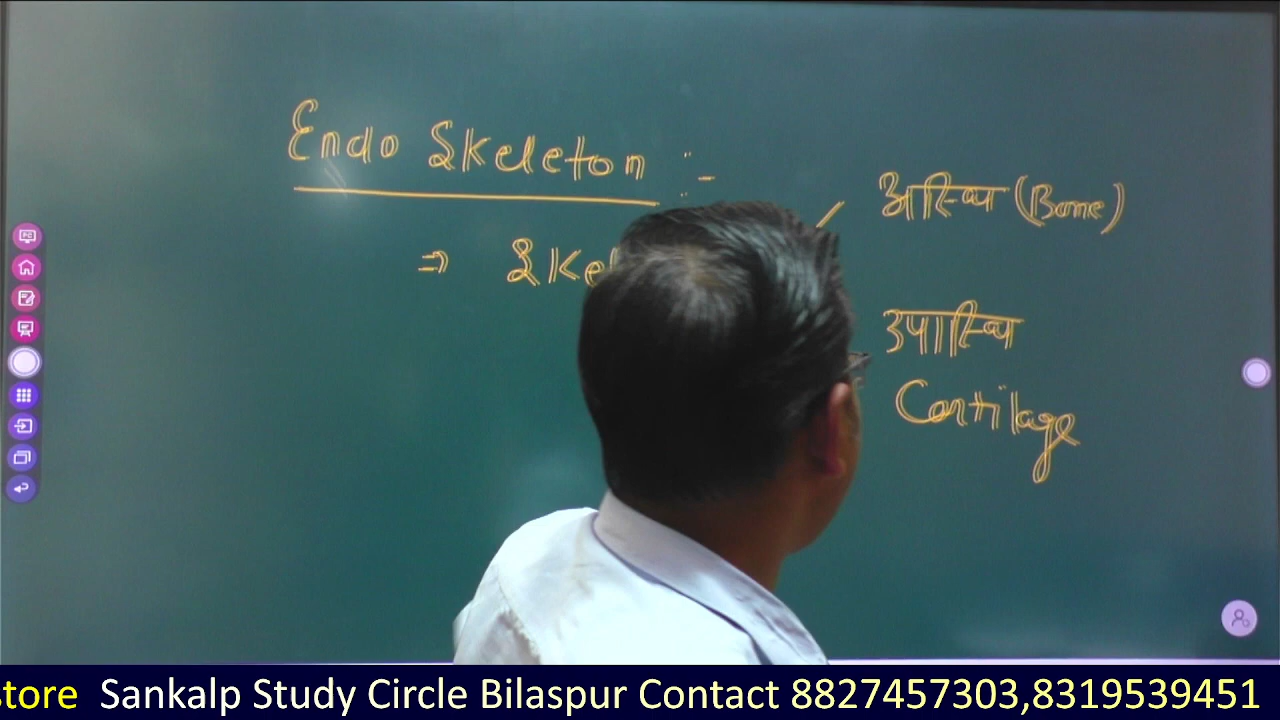 Endo Skeleton :-
अस्थि (Bone)
⇒ Skel
उपास्थि
Cartilage
store Sankalp Study Circle Bilaspur Contact 8827457303,8319539451